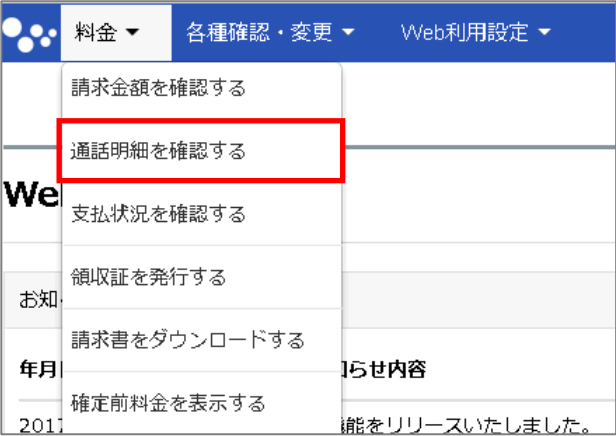 料金 ▼ 各種確認・変更 ▼ Web利用設定 ▼
請求金額を確認する
通話明細を確認する
We
支払状況を確認する
領収証を発行する
お知
請求書をダウンロードする
年月 らせ内容
確定前料金を表示する
2017 能をリリースいたしました。